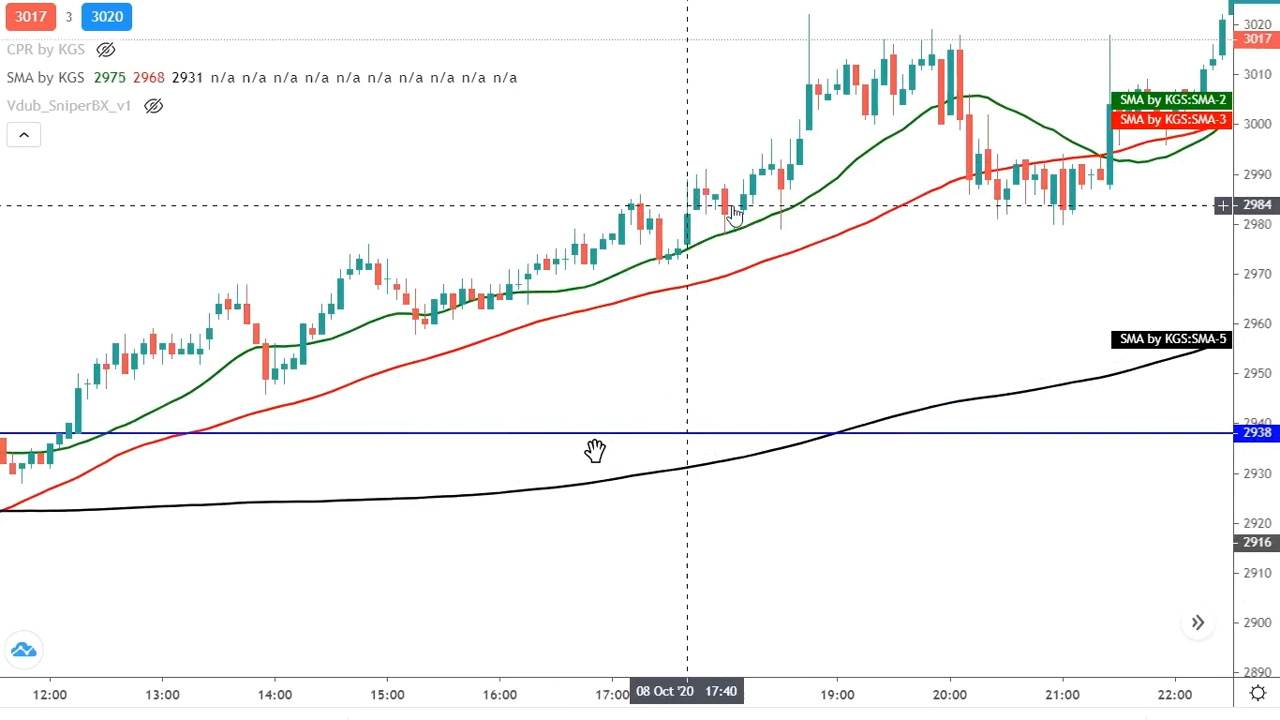 3017 3 3020
CPR by KGS
SMA by KGS 2975 2968 2931 n/a n/a n/a n/a n/a n/a n/a n/a n/a n/a
Vdub_SniperBX_v1
3020
3017
3010
SMA by KGS:SMA-2
SMA by KGS:SMA-3
3000
2990
2984
2980
2970
2960
SMA by KGS:SMA-5
2950
2940
2938
2930
2920
2916
2910
2900
2890
12:00 13:00 14:00 15:00 16:00 17:00 08 Oct '20 17:40 19:00 20:00 21:00 22:00